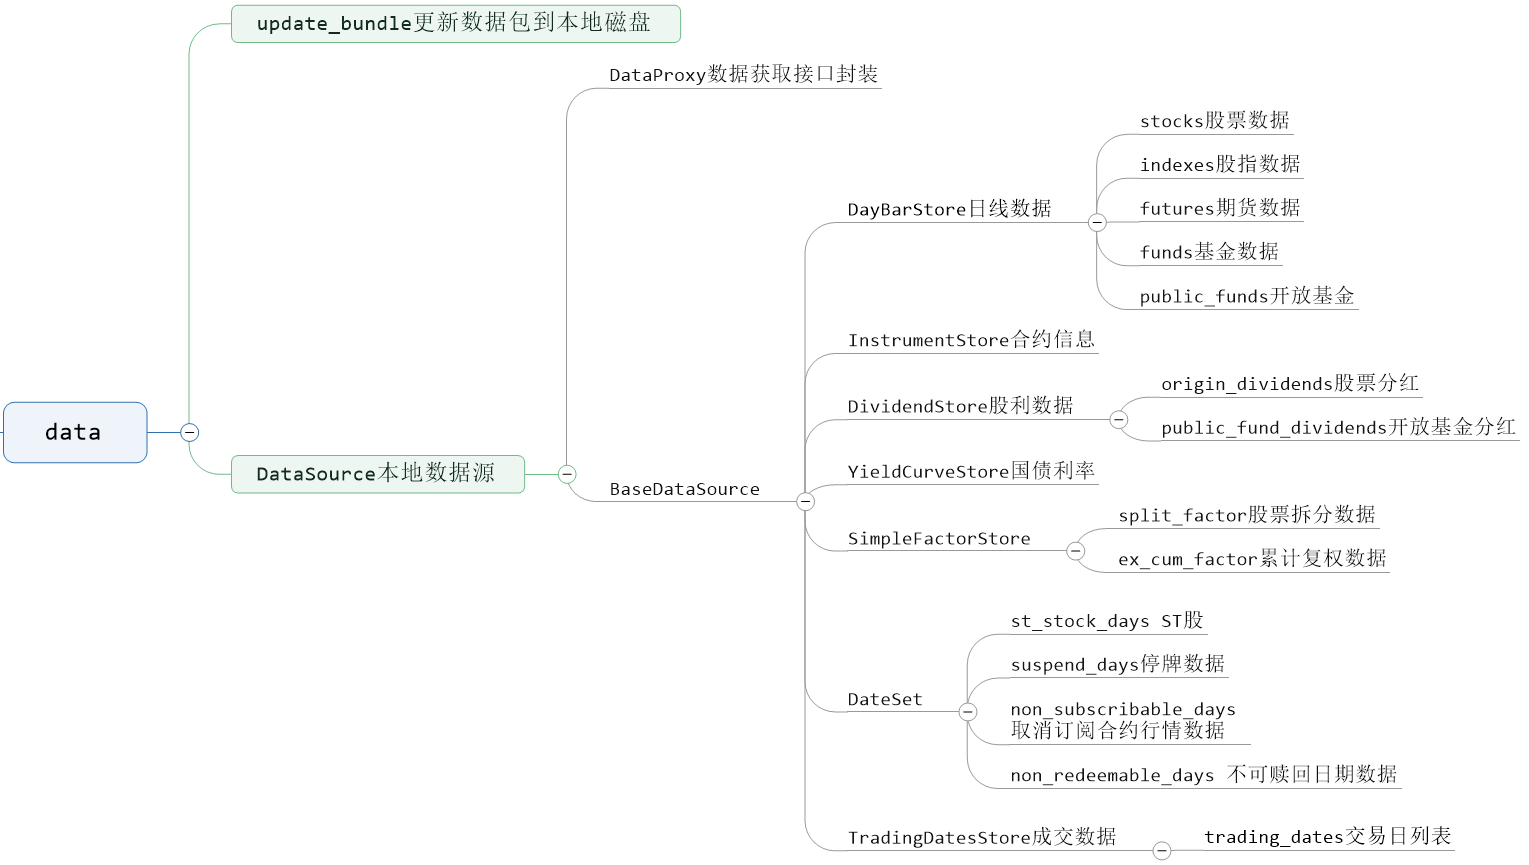 update_bundle更新数据包到本地磁盘
DataProxy数据获取接口封装
stocks股票数据
indexes股指数据
DayBarStore日线数据
futures期货数据
funds基金数据
public_funds开放基金
InstrumentStore合约信息
origin_dividends股票分红
DividendStore股利数据
public_fund_dividends开放基金分红
data
DataSource本地数据源
YieldCurveStore国债利率
BaseDataSource
split_factor股票拆分数据
SimpleFactorStore
ex_cum_factor累计复权数据
st_stock_days ST股
suspend_days停牌数据
DateSet
non_subscribable_days
取消订阅合约行情数据
non_redeemable_days 不可赎回日期数据
TradingDatesStore成交数据
trading_dates交易日列表